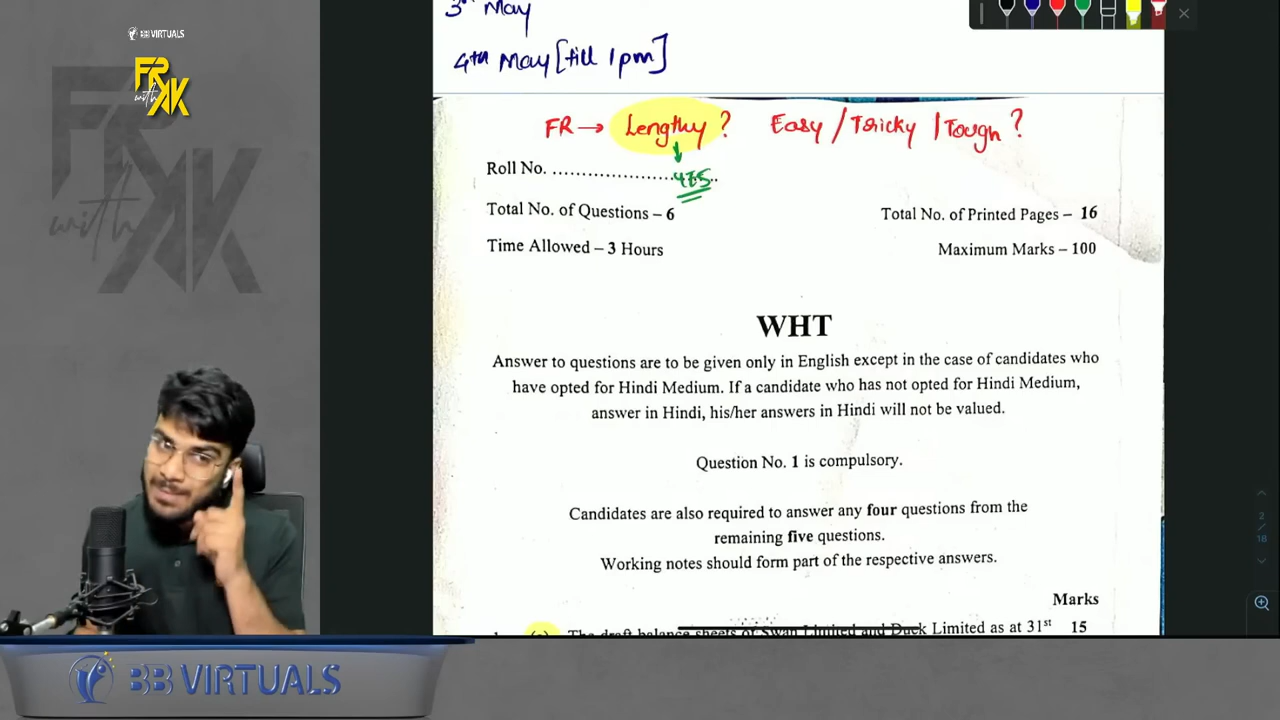 BB VIRTUALS
FR
with
AK
3rd May
4th May [till 1pm]
FR → Lengthy ? Easy / Tricky / Tough ?
Roll No. ........................
Total No. of Questions – 6
Total No. of Printed Pages – 16
Time Allowed – 3 Hours
Maximum Marks – 100
WHT
Answer to questions are to be given only in English except in the case of candidates who
have opted for Hindi Medium. If a candidate who has not opted for Hindi Medium,
answer in Hindi, his/her answers in Hindi will not be valued.
Question No. 1 is compulsory.
Candidates are also required to answer any four questions from the
remaining five questions.
Working notes should form part of the respective answers.
Marks
The draft balance sheets of Swan Limited and Duck Limited as at 31st 15
2
/
18
BB VIRTUALS